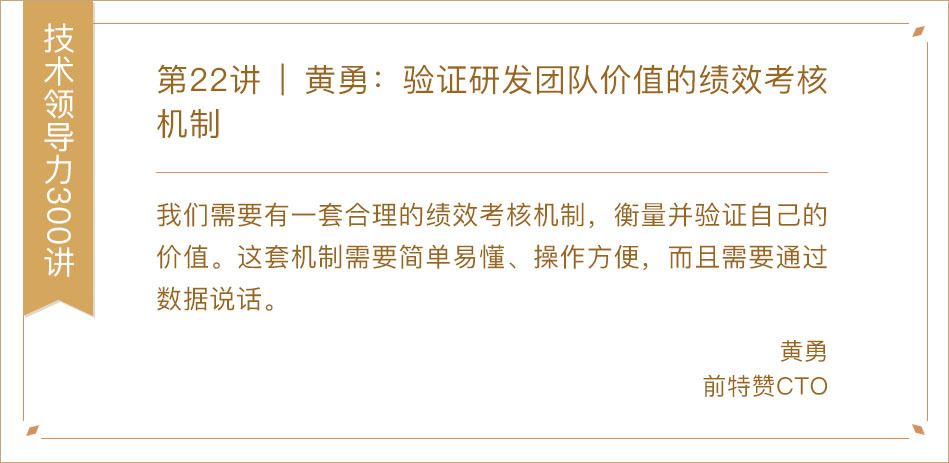 技术领导力300讲
第22讲 | 黄勇：验证研发团队价值的绩效考核
机制
我们需要有一套合理的绩效考核机制，衡量并验证自己的
价值。这套机制需要简单易懂、操作方便，而且需要通过
数据说话。
黄勇
前特赞CTO